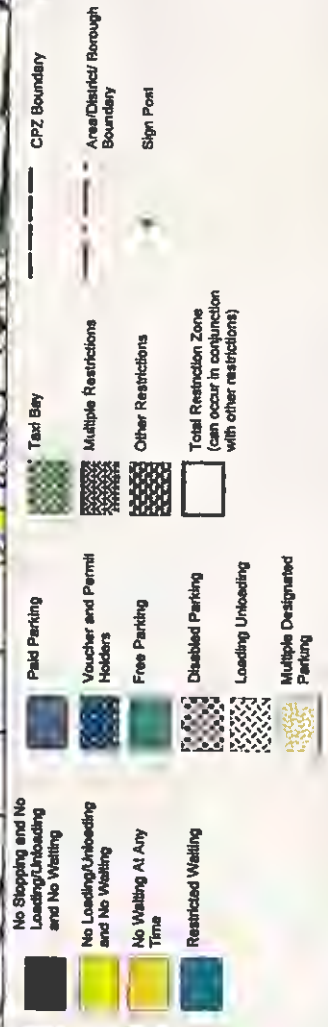 No Stopping and No
Loading/Unloading
and No Waiting
No Loading/Unloading
and No Waiting
No Waiting At Any
Time
Restricted Waiting
Paid Parking
Voucher and Permit
Holders
Free Parking
Disabled Parking
Loading Unloading
Multiple Designated
Parking
Taxi Bay
Multiple Restrictions
Other Restrictions
Total Restriction Zone
(can occur in conjunction
with other restrictions)
CPZ Boundary
Area/District/ Borough
Boundary
Sign Post